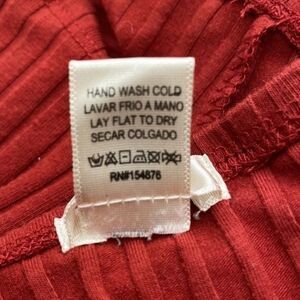 HAND WASH COLD
LAVAR FRIO A MANO
LAY FLAT TO DRY
SECAR COLGADO
RN#154876